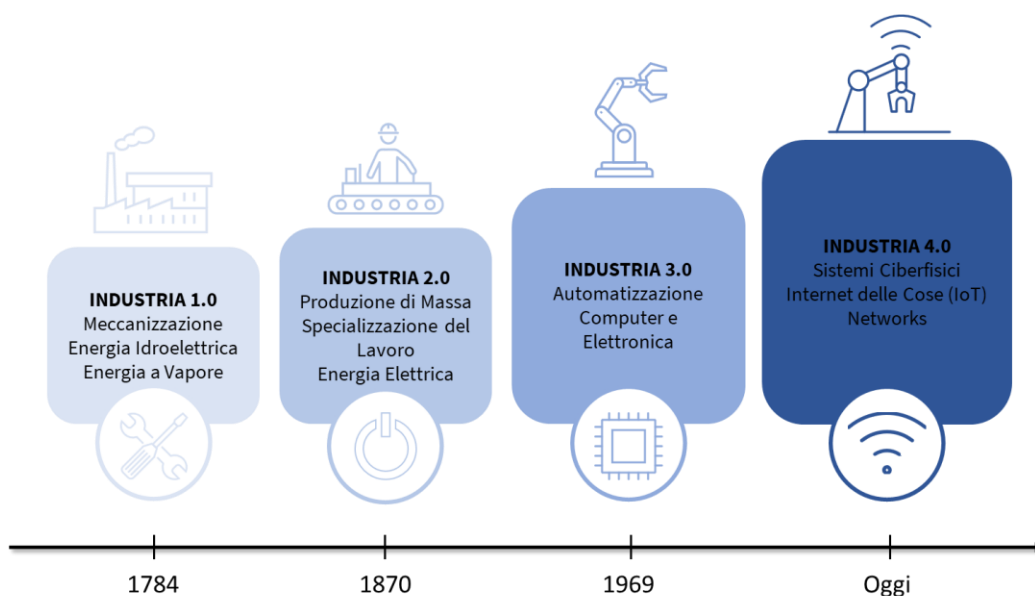 INDUSTRIA 1.0
Meccanizzazione
Energia Idroelettrica
Energia a Vapore
INDUSTRIA 2.0
Produzione di Massa
Specializzazione del
Lavoro
Energia Elettrica
INDUSTRIA 3.0
Automatizzazione
Computer e
Elettronica
INDUSTRIA 4.0
Sistemi Ciberfisici
Internet delle Cose (IoT)
Networks
1784
1870
1969
Oggi